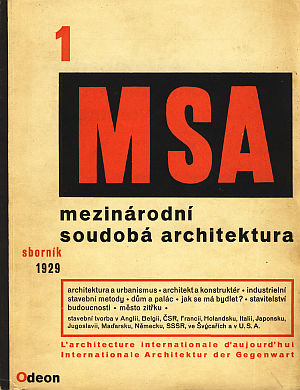 1
MSA
mezinárodní
soudobá architektura
sborník
1929
architektura a urbanismus • architekt a konstruktér • industrielní
stavební metody • dům a palác • jak se má bydlet? • stavitelství
budoucnosti • město zítřku •
stavební tvorba v Anglii, Belgii, ČSR, Francii, Holandsku, Italii, Japonsku,
Jugoslavii, Maďarsku, Německu, SSSR, ve Švýcařích a v U. S. A.
L'architecture internationale d'aujourd'hui
Internationale Architektur der Gegenwart
Odeon